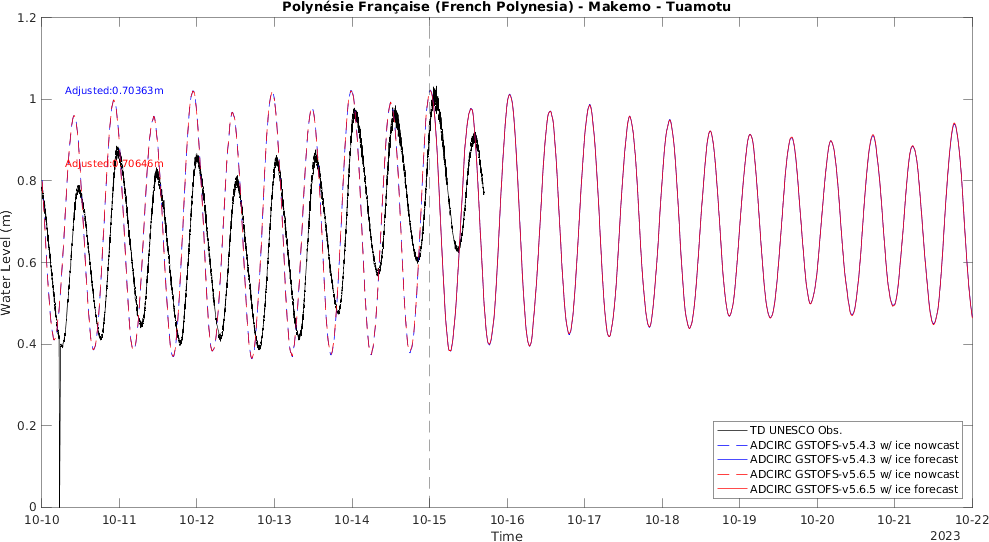 Polynésie Française (French Polynesia) - Makemo - Tuamotu
1.2
1
0.8
0.6
0.4
0.2
0
Water Level (m)
Adjusted:0.70363m
Adjusted:0.70646m
TD UNESCO Obs.
ADCIRC GSTOFS-v5.4.3 w/ ice nowcast
ADCIRC GSTOFS-v5.4.3 w/ ice forecast
ADCIRC GSTOFS-v5.6.5 w/ ice nowcast
ADCIRC GSTOFS-v5.6.5 w/ ice forecast
10-10 10-11 10-12 10-13 10-14 10-15 10-16 10-17 10-18 10-19 10-20 10-21 10-22
Time
2023